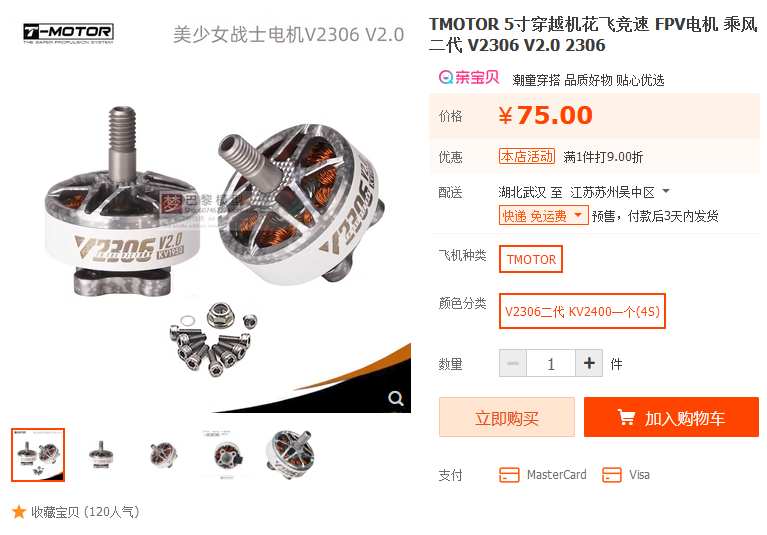 T-MOTOR
THE SAFER PROPULSION SYSTEM
美少女战士电机V2306 V2.0
V2306 V2.0
KV1950
V2306
梦巴黎模型
TMOTOR 5寸穿越机花飞竞速 FPV电机 乘风
二代 V2306 V2.0 2306
亲宝贝 潮童穿搭 品质好物 贴心优选
价格 ¥75.00
优惠 本店活动 满1件打9.00折
配送 湖北武汉 至 江苏苏州吴中区
快递 免运费 预售，付款后3天内发货
飞机种类 TMOTOR
颜色分类 V2306二代 KV2400一个(4S)
数量 − 1 + 件
立即购买 加入购物车
支付 MasterCard Visa
收藏宝贝 (120人气)